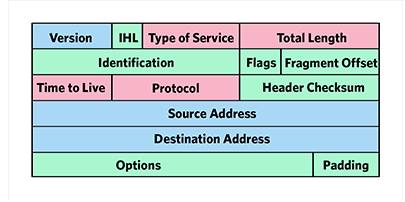 Version IHL Type of Service Total Length
Identification Flags Fragment Offset
Time to Live Protocol Header Checksum
Source Address
Destination Address
Options Padding